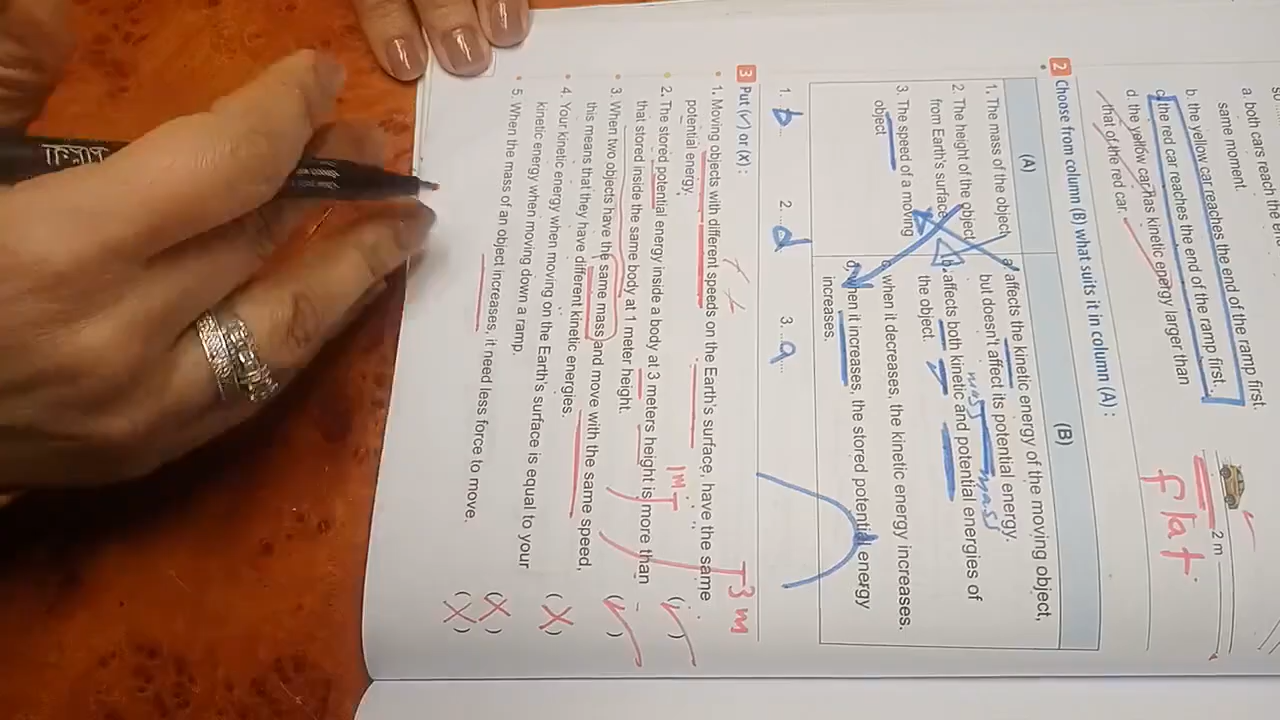 a. both cars reach the en
same moment.
b. the yellow car reaches the end of the ramp first.
c. the red car reaches the end of the ramp first.
d. the yellow car has kinetic energy larger than
that of the red car.
2 m
flat
2 Choose from column (B) what suits it in column (A) :
(A)
(B)
1. The mass of the object
a. affects the kinetic energy of the moving object,
but doesn't affect its potential energy.
mass
2. The height of the object
from Earth's surface
b. affects both kinetic and potential energies of
the object.
3. The speed of a moving
object
c. when it decreases, the kinetic energy increases.
d. when it increases, the stored potential energy
increases.
1. b 2. d 3. a
3 Put (✓) or (x) :
1. Moving objects with different speeds on the Earth's surface, have the same
potential energy. (✓)
3 m
1m
2. The stored potential energy inside a body at 3 meters height is more than
that stored inside the same body at 1 meter height. (✓)
3. When two objects have the same mass and move with the same speed,
this means that they have different kinetic energies. (X)
4. Your kinetic energy when moving on the Earth's surface is equal to your
kinetic energy when moving down a ramp. (X)
5. When the mass of an object increases, it need less force to move. (X)